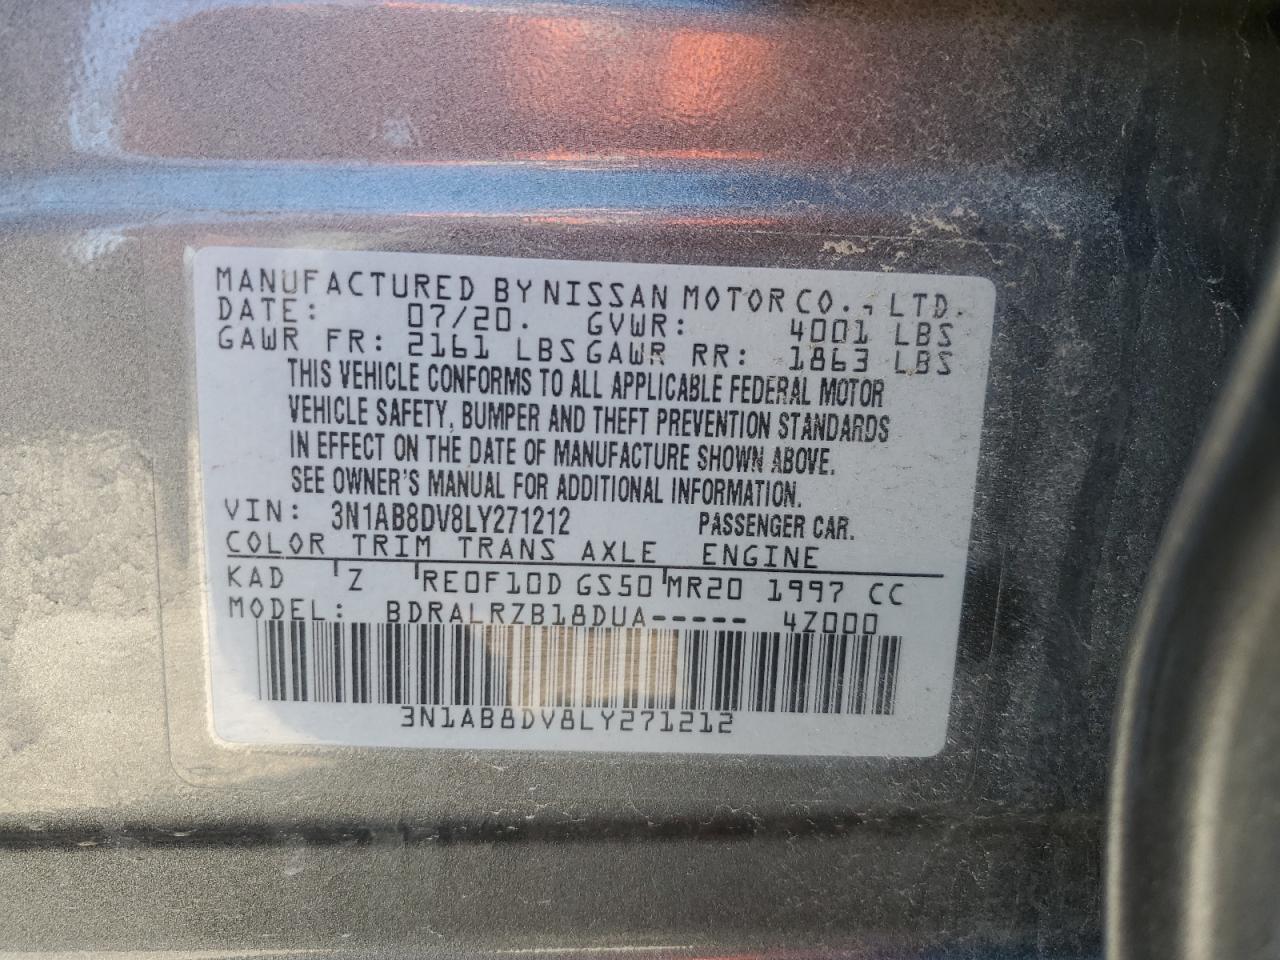 MANUFACTURED BY NISSAN MOTOR CO., LTD.
DATE: 07/20. GVWR: 4001 LBS
GAWR FR: 2161 LBS GAWR RR: 1863 LBS
THIS VEHICLE CONFORMS TO ALL APPLICABLE FEDERAL MOTOR
VEHICLE SAFETY, BUMPER AND THEFT PREVENTION STANDARDS
IN EFFECT ON THE DATE OF MANUFACTURE SHOWN ABOVE.
SEE OWNER'S MANUAL FOR ADDITIONAL INFORMATION.
VIN: 3N1AB8DV8LY271212 PASSENGER CAR.
COLOR TRIM TRANS AXLE ENGINE
KAD Z RE0F10D GS50 MR20 1997 CC
MODEL: BDRALRZB18DUA----- 4Z000
3N1AB8DV8LY271212